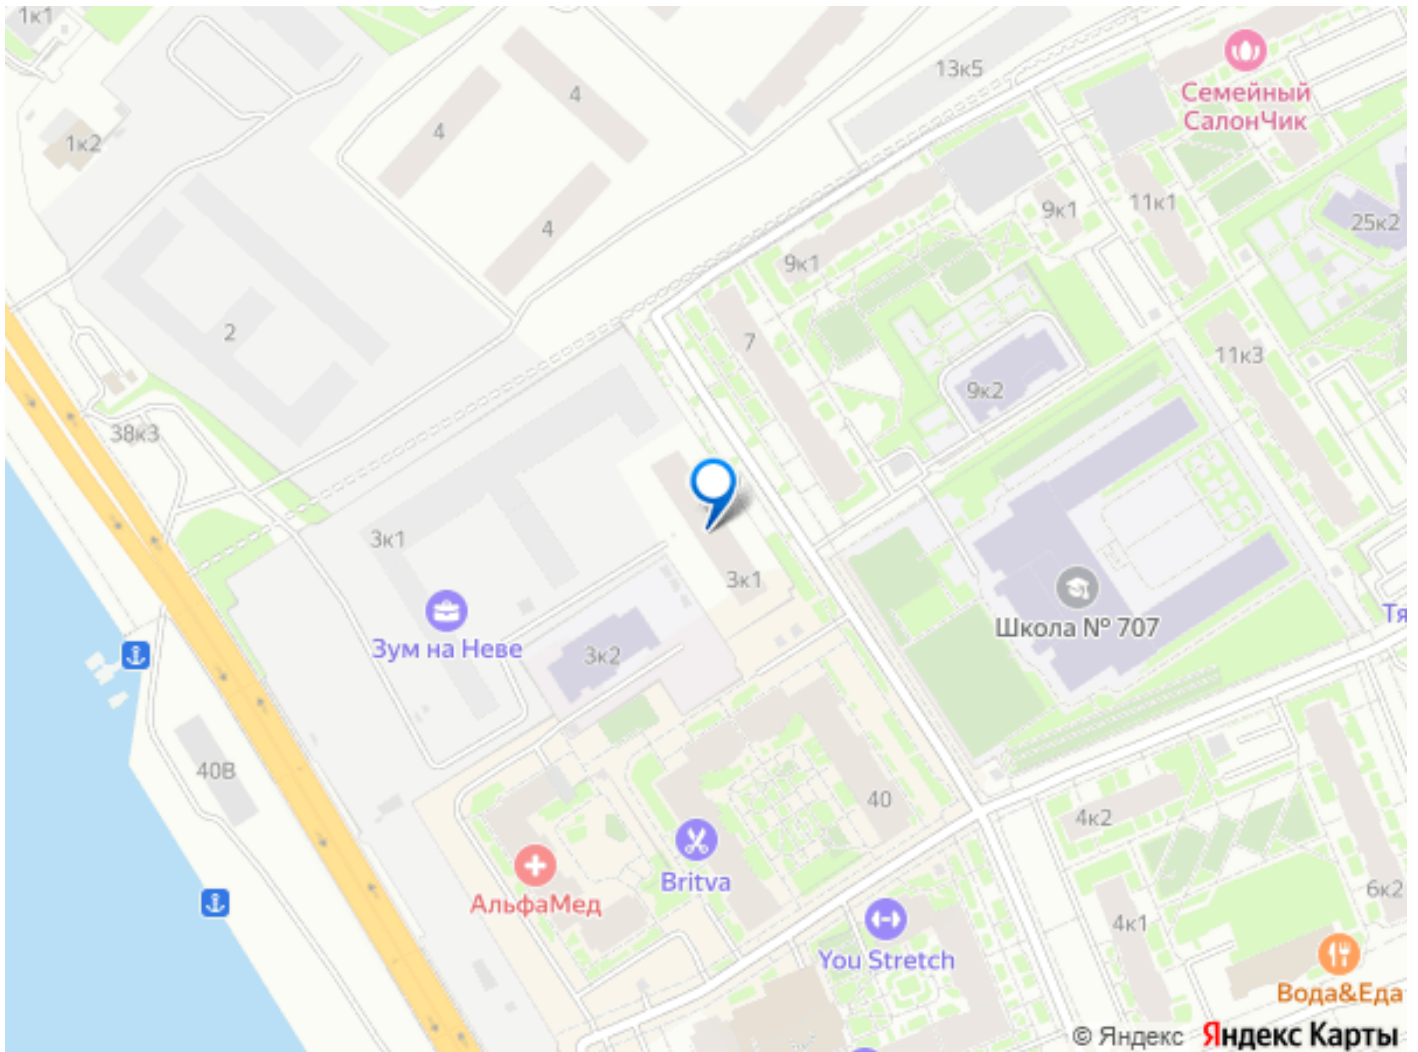 1к1
13к5
Семейный
СалонЧик
4
4
1к2
4
9к1
11к1
25к2
9к1
2
7
11к3
9к2
38к3
3к1
3к1
Зум на Неве
3к2
Школа № 707
Тя
40В
40
4к2
Britva
АльфаМед
6к2
4к1
You Stretch
Вода&Еда
© Яндекс Яндекс Карты